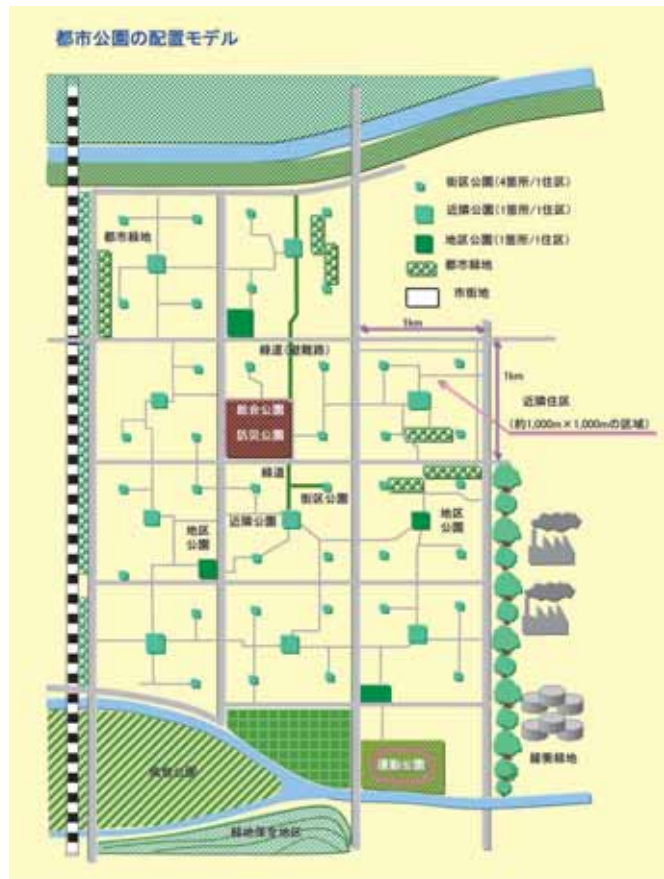 都市公園の配置モデル
街区公園(4箇所/1住区)
近隣公園(1箇所/1住区)
地区公園(1箇所/1住区)
都市緑地
市街地
都市緑地
1km
緑道(避難路)
1km
近隣住区
(約1,000m×1,000mの区域)
総合公園
防災公園
緑道
街区公園
近隣公園
地区
公園
地区
公園
運動公園
緩衝緑地
緑地保全地区